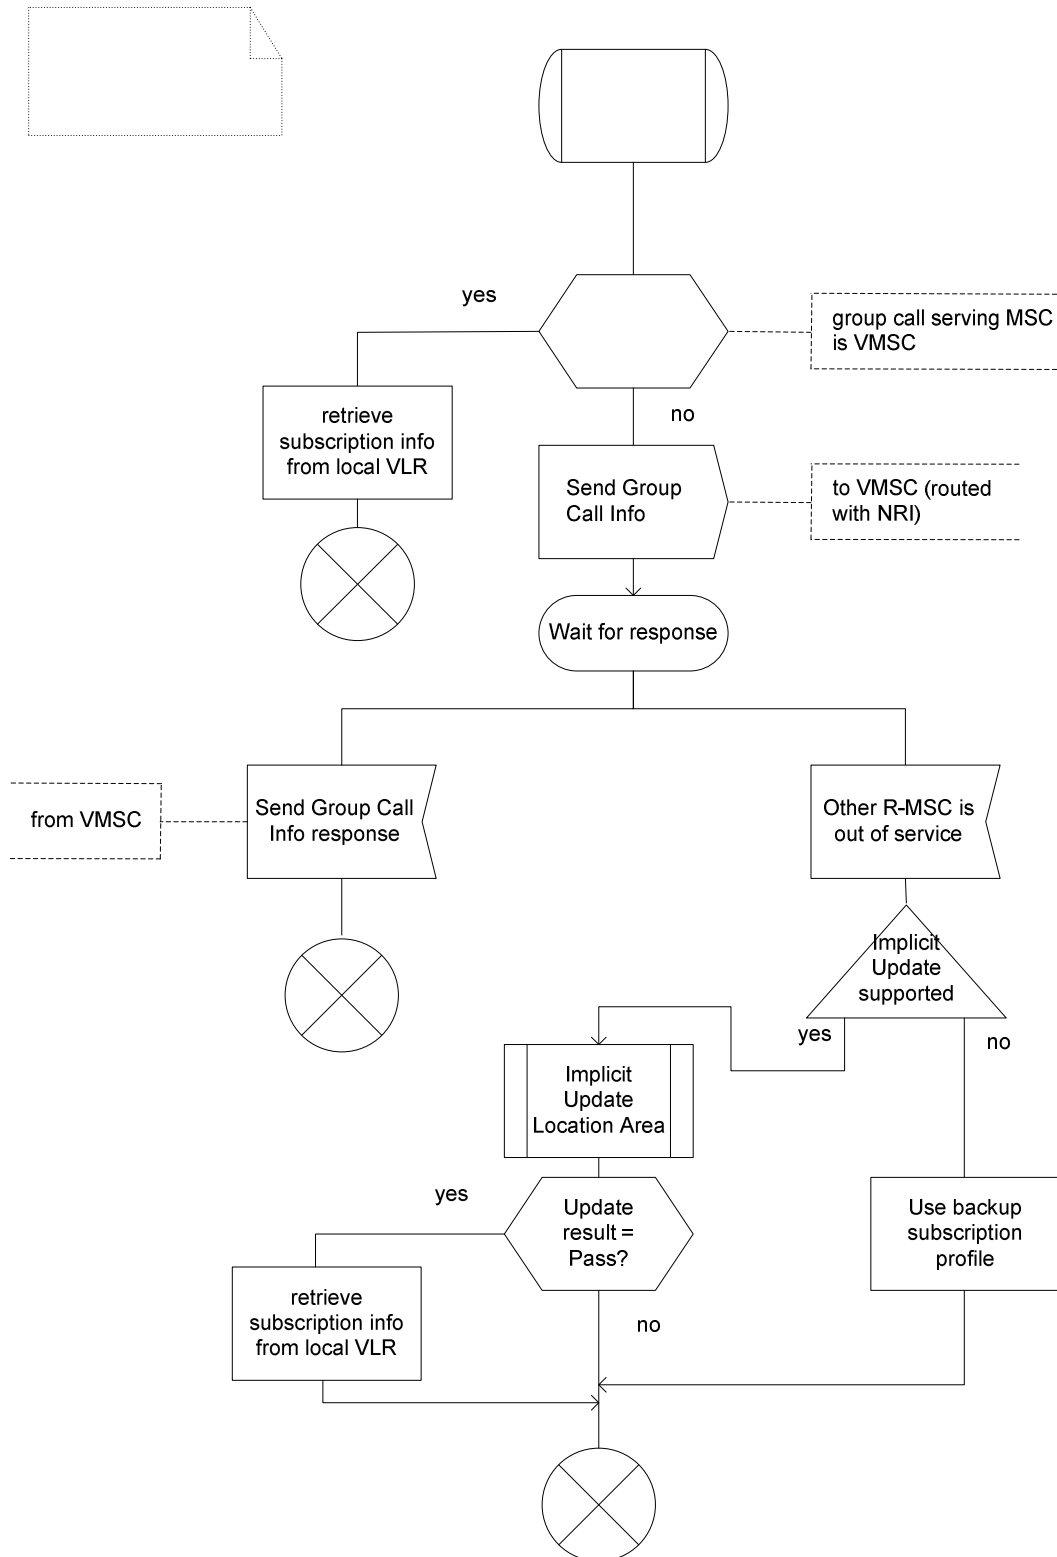 yes
group call serving MSC
is VMSC
retrieve
subscription info
from local VLR
no
Send Group
Call Info
to VMSC (routed
with NRI)
Wait for response
from VMSC
Send Group Call
Info response
Other R-MSC is
out of service
Implicit
Update
supported
yes
no
Implicit
Update
Location Area
yes
Update
result =
Pass?
Use backup
subscription
profile
retrieve
subscription info
from local VLR
no